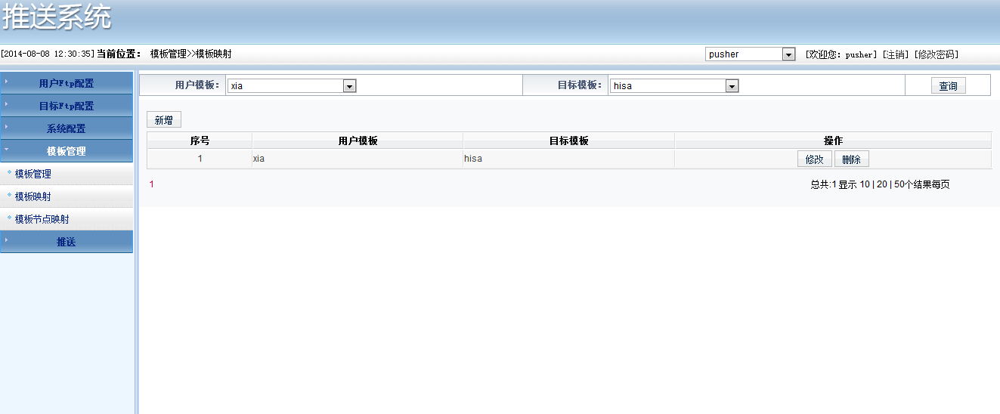 推送系统
[2014-08-08 12:30:35] 当前位置： 模板管理>>模板映射 pusher [欢迎您：pusher] [注销] [修改密码]
用户Ftp配置
目标Ftp配置
系统配置
模板管理
模板管理
模板映射
模板节点映射
推送
用户模板： xia 目标模板： hisa 查询
新增
序号 用户模板 目标模板 操作
1 xia hisa 修改 删除
1 总共:1 显示 10 | 20 | 50个结果每页